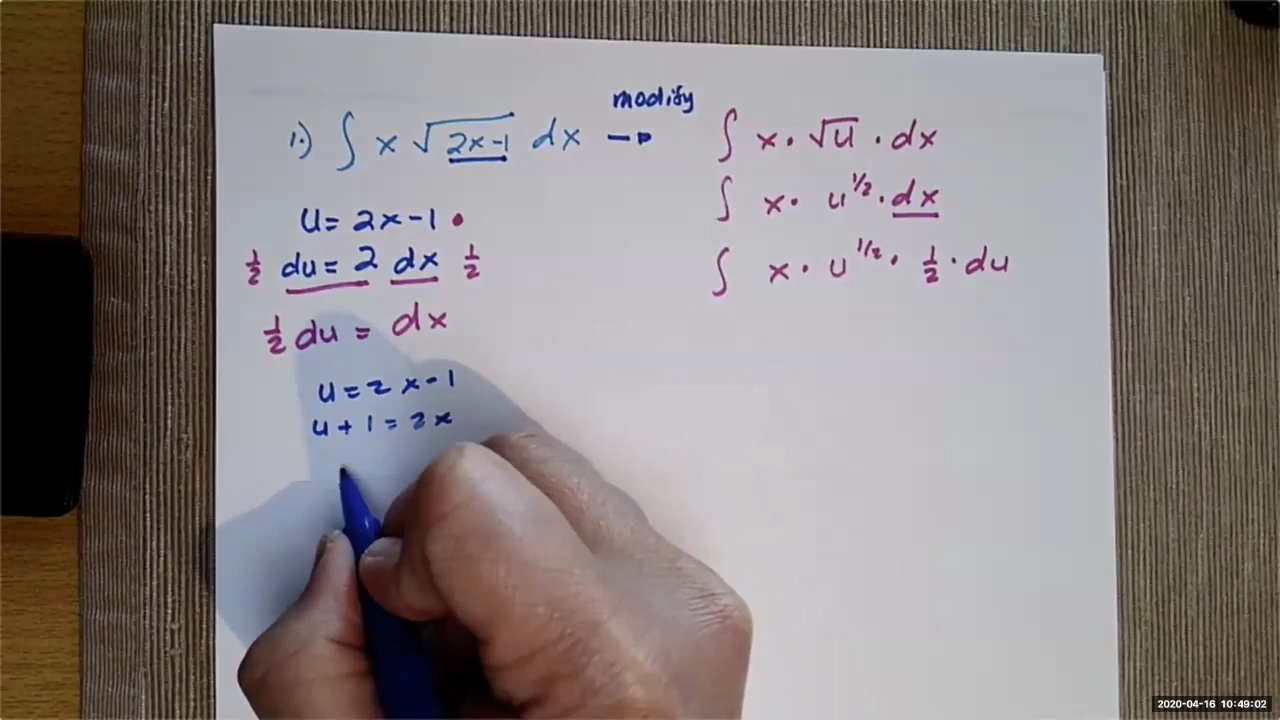 modify
1.) ∫ x √2x-1 dx → ∫ x · √u · dx
u = 2x - 1 .
∫ x · u^1/2 · dx
1/2 du = 2 dx 1/2
∫ x · u^1/2 · 1/2 · du
1/2 du = dx
u = 2x - 1
u + 1 = 2x
2020-04-16 10:49:02